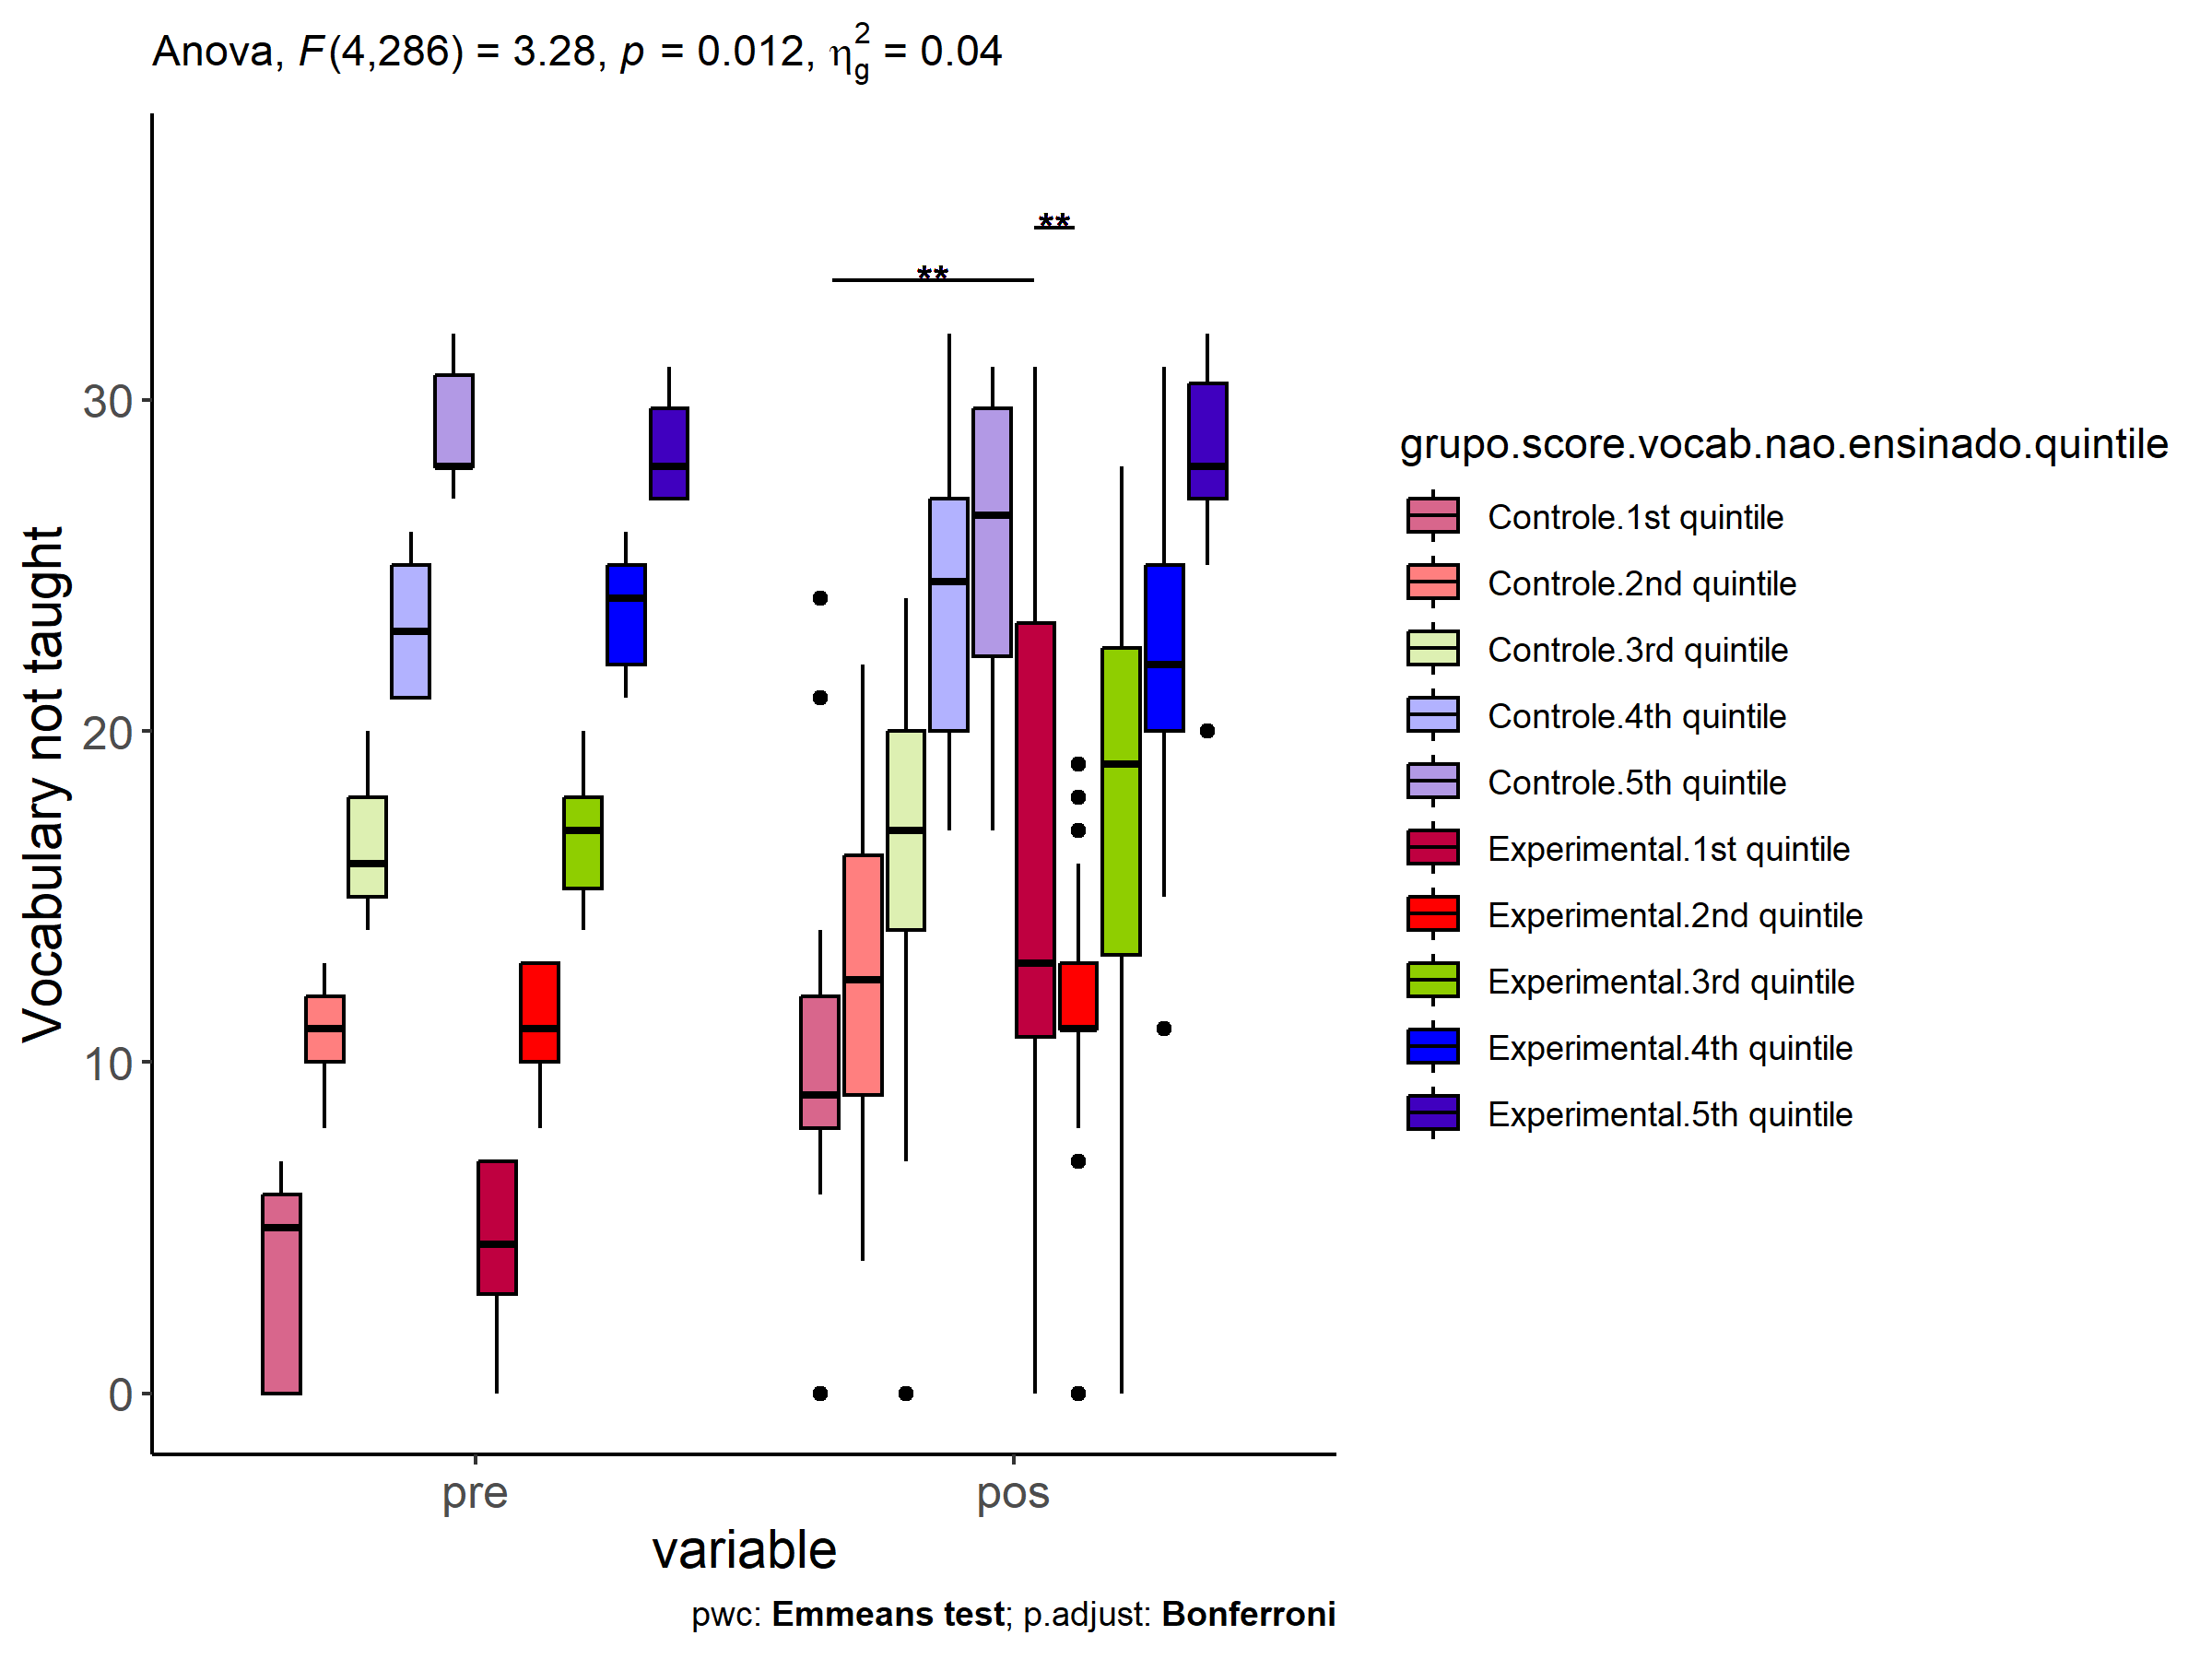 Anova, F(4,286) = 3.28, p = 0.012, η²g = 0.04
**
**
Vocabulary not taught
30
20
10
0
pre
pos
variable
pwc: Emmeans test; p.adjust: Bonferroni
grupo.score.vocab.nao.ensinado.quintile
Controle.1st quintile
Controle.2nd quintile
Controle.3rd quintile
Controle.4th quintile
Controle.5th quintile
Experimental.1st quintile
Experimental.2nd quintile
Experimental.3rd quintile
Experimental.4th quintile
Experimental.5th quintile